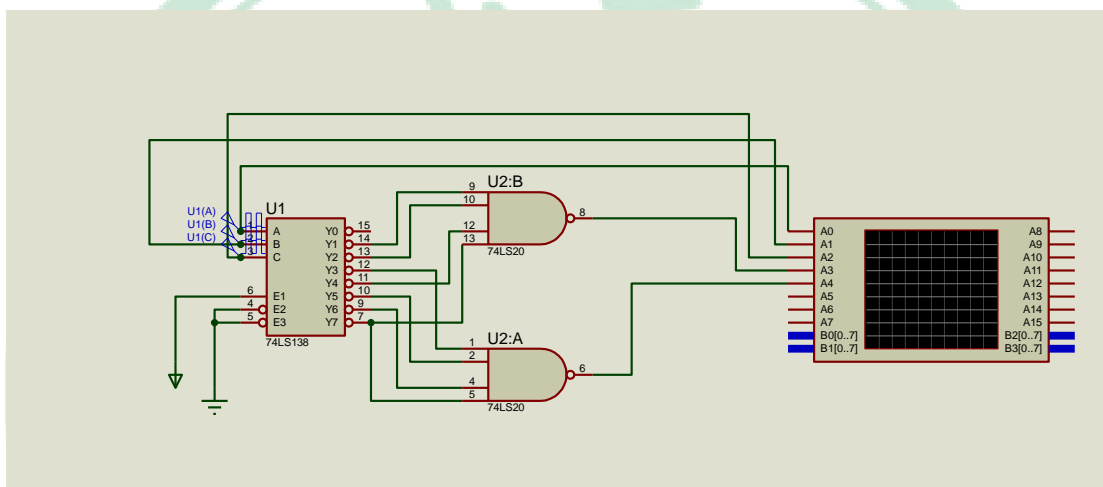 U1(A)
U1(B)
U1(C)
U1
1
2
3
6
4
5
A
B
C
E1
E2
E3
Y0
Y1
Y2
Y3
Y4
Y5
Y6
Y7
15
14
13
12
11
10
9
7
74LS138
U2:B
9
10
12
13
8
74LS20
U2:A
1
2
4
5
6
74LS20
A0
A1
A2
A3
A4
A5
A6
A7
B0[0..7]
B1[0..7]
A8
A9
A10
A11
A12
A13
A14
A15
B2[0..7]
B3[0..7]